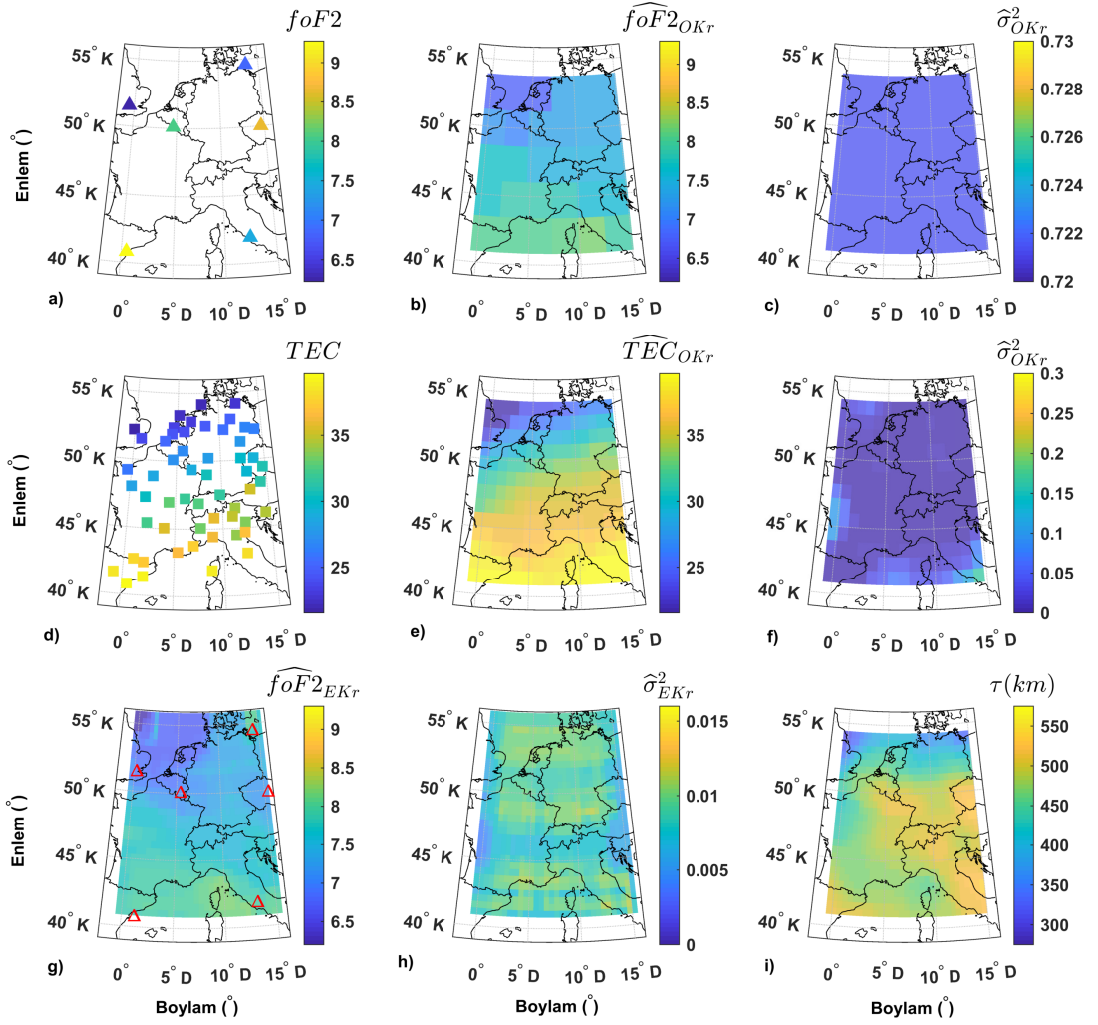 foF2
9
8.5
8
7.5
7
6.5
55° K
50° K
45° K
40° K
Enlem (°)
a)
0°
5° D
10° D
15° D
f̂oF2_OKr
9
8.5
8
7.5
7
6.5
55° K
50° K
45° K
40° K
b)
0°
5° D
10° D
15° D
σ̂²_OKr
0.73
0.728
0.726
0.724
0.722
0.72
55° K
50° K
45° K
40° K
c)
0°
5° D
10° D
15° D
TEC
35
30
25
55° K
50° K
45° K
40° K
Enlem (°)
d)
0°
5° D
10° D
15° D
T̂EC_OKr
35
30
25
55° K
50° K
45° K
40° K
e)
0°
5° D
10° D
15° D
σ̂²_OKr
0.3
0.25
0.2
0.15
0.1
0.05
0
55° K
50° K
45° K
40° K
f)
0°
5° D
10° D
15° D
f̂oF2_EKr
9
8.5
8
7.5
7
6.5
55° K
50° K
45° K
40° K
Enlem (°)
g)
0°
5° D
10° D
15° D
Boylam (°)
σ̂²_EKr
0.015
0.01
0.005
0
55° K
50° K
45° K
40° K
h)
0°
5° D
10° D
15° D
Boylam (°)
τ(km)
550
500
450
400
350
300
55° K
50° K
45° K
40° K
i)
0°
5° D
10° D
15° D
Boylam (°)